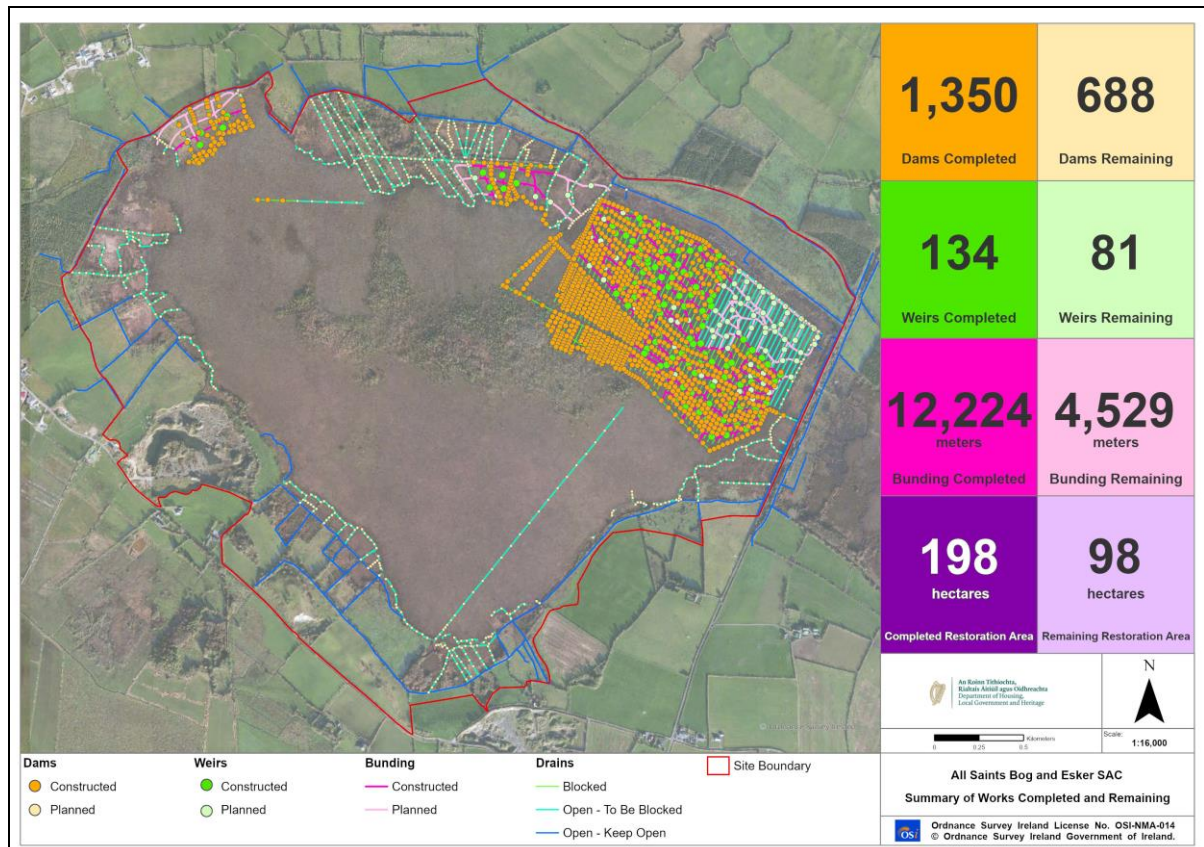 1,350
Dams Completed
688
Dams Remaining
134
Weirs Completed
81
Weirs Remaining
12,224
meters
Bunding Completed
4,529
meters
Bunding Remaining
198
hectares
Completed Restoration Area
98
hectares
Remaining Restoration Area
An Roinn Tithíochta,
Rialtais Áitiúil agus Oidhreachta
Department of Housing,
Local Government and Heritage
N
Kilometers
0 0.25 0.5
Scale:
1:16,000
Dams
Constructed
Planned
Weirs
Constructed
Planned
Bunding
Constructed
Planned
Drains
Blocked
Open - To Be Blocked
Open - Keep Open
Site Boundary
All Saints Bog and Esker SAC
Summary of Works Completed and Remaining
OSi
Ordnance Survey Ireland License No. OSI-NMA-014
© Ordnance Survey Ireland Government of Ireland.